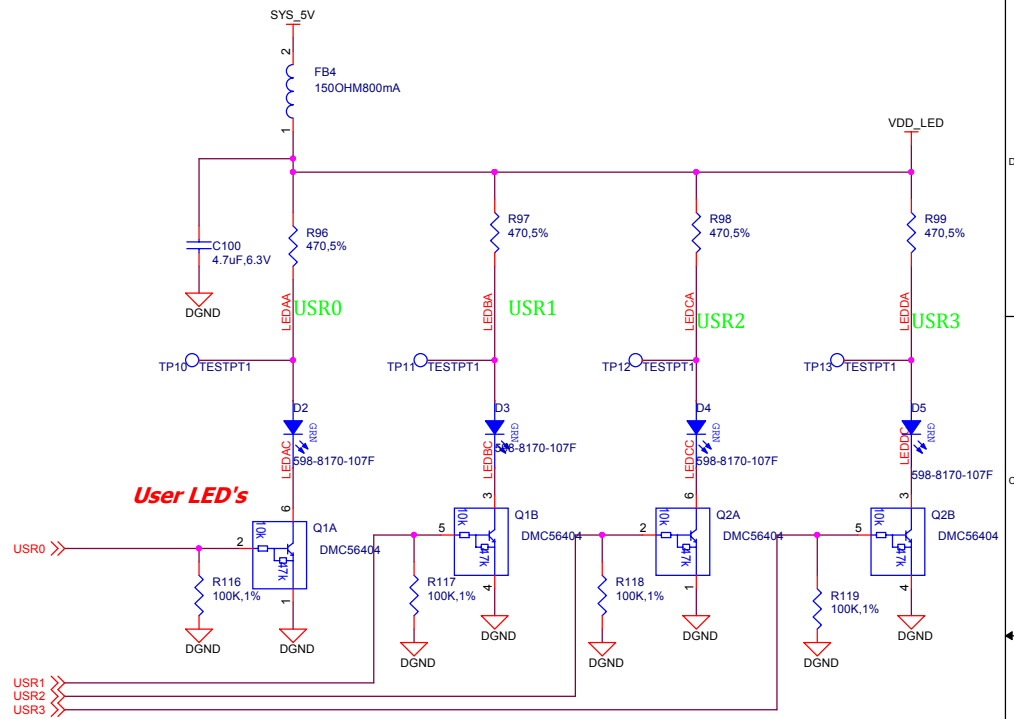 SYS_5V
2
FB4
150OHM800mA
1
VDD_LED
D
R96
470,5%
R97
470,5%
R98
470,5%
R99
470,5%
C100
4.7uF,6.3V
DGND
LEDAA
USR0
LEDBA
USR1
LEDCA
USR2
LEDDA
USR3
TP10 TESTPT1
TP11 TESTPT1
TP12 TESTPT1
TP13 TESTPT1
D2
GRN
598-8170-107F
LEDAC
D3
GRN
598-8170-107F
LEDBC
D4
GRN
598-8170-107F
LEDCC
D5
GRN
598-8170-107F
LEDDC
C
User LED's
USR0
6
2
10k
47k
Q1A
DMC56404
1
R116
100K,1%
DGND
DGND
3
5
10k
47k
Q1B
DMC56404
4
R117
100K,1%
DGND
DGND
6
2
10k
47k
Q2A
DMC56404
1
R118
100K,1%
DGND
DGND
3
5
10k
47k
Q2B
DMC56404
4
R119
100K,1%
DGND
DGND
USR1
USR2
USR3